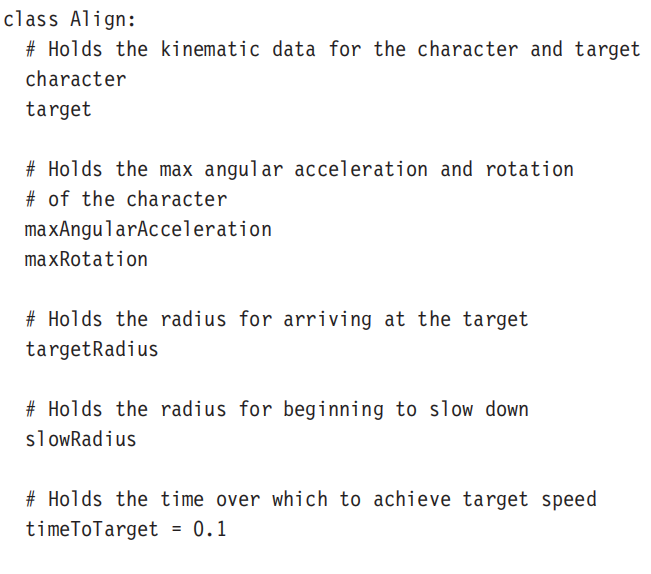 class Align:
# Holds the kinematic data for the character and target
character
target
# Holds the max angular acceleration and rotation
# of the character
maxAngularAcceleration
maxRotation
# Holds the radius for arriving at the target
targetRadius
# Holds the radius for beginning to slow down
slowRadius
# Holds the time over which to achieve target speed
timeToTarget = 0.1